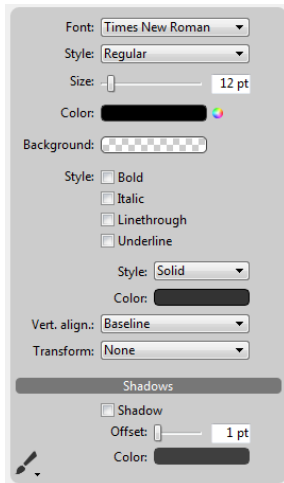 Font: Times New Roman
Style: Regular
Size: 12 pt
Color:
Background:
Style: Bold
Italic
Linethrough
Underline
Style: Solid
Color:
Vert. align.: Baseline
Transform: None
Shadows
Shadow
Offset: 1 pt
Color: